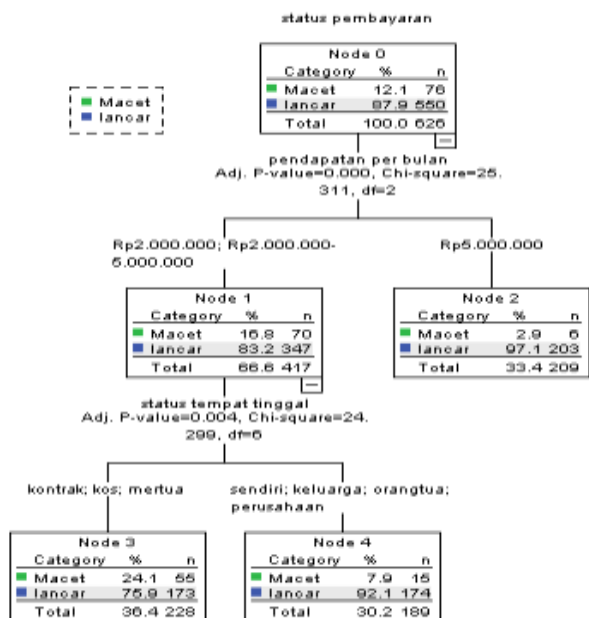 status pembayaran
Node 0
Category % n
Macet 12.1 76
lancar 87.9 550
Total 100.0 626
Macet
lancar
pendapatan per bulan
Adj. P-value=0.000, Chi-square=25.
311, df=2
Rp2.000.000; Rp2.000.000-
5.000.000
Rp5.000.000
Node 1
Category % n
Macet 16.8 70
lancar 83.2 347
Total 66.6 417
Node 2
Category % n
Macet 2.9 6
lancar 97.1 203
Total 33.4 209
status tempat tinggal
Adj. P-value=0.004, Chi-square=24.
299, df=6
kontrak; kos; mertua
sendiri; keluarga; orangtua;
perusahaan
Node 3
Category % n
Macet 24.1 55
lancar 75.9 173
Total 36.4 228
Node 4
Category % n
Macet 7.9 15
lancar 92.1 174
Total 30.2 189